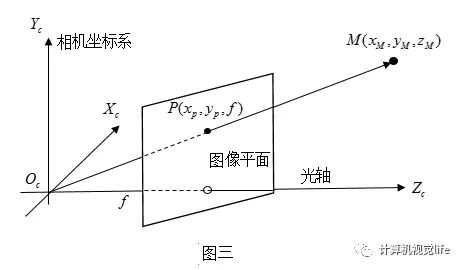 Y_c
相机坐标系
M(x_M, y_M, z_M)
X_c
P(x_p, y_p, f)
图像平面
O_c
f
光轴
Z_c
图三
计算机视觉life